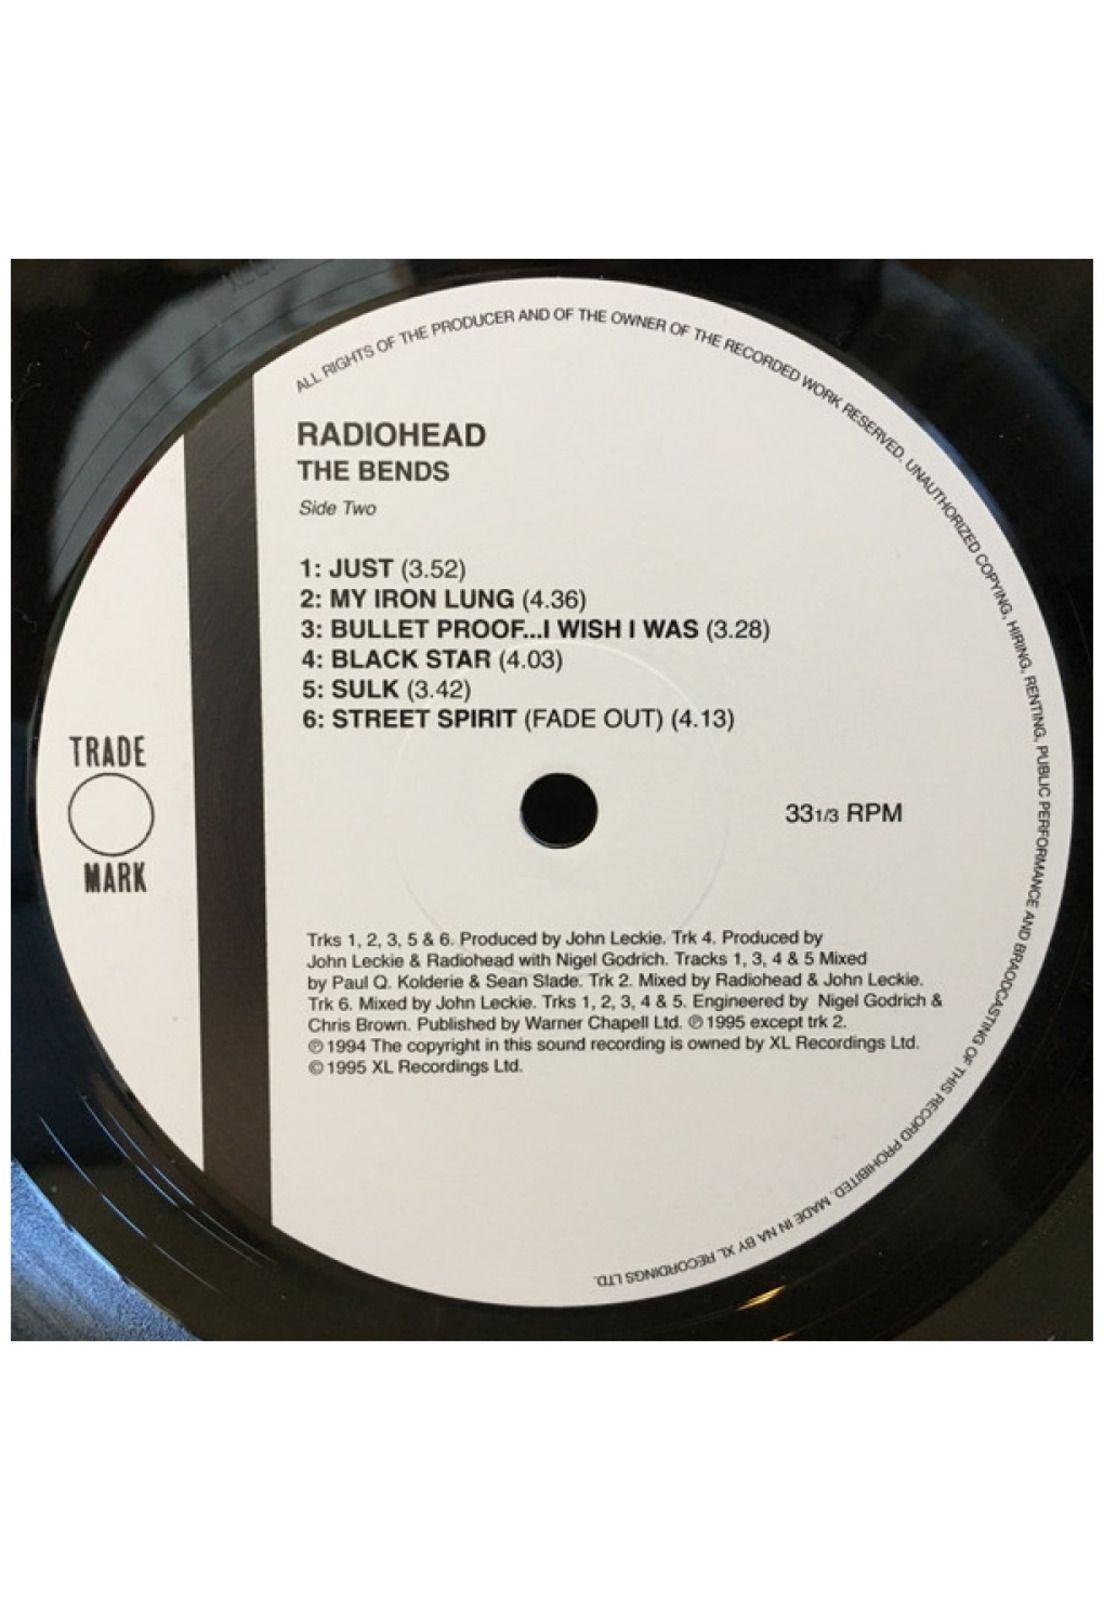 ALL RIGHTS OF THE PRODUCER AND OF THE OWNER OF THE RECORDED WORK RESERVED. UNAUTHORIZED COPYING, HIRING, RENTING, PUBLIC PERFORMANCE AND BRAODCASTING OF THIS RECORD PROHIBITED. MADE IN NA BY XL RECORDINGS LTD.
RADIOHEAD
THE BENDS
Side Two
1: JUST (3.52)
2: MY IRON LUNG (4.36)
3: BULLET PROOF...I WISH I WAS (3.28)
4: BLACK STAR (4.03)
5: SULK (3.42)
6: STREET SPIRIT (FADE OUT) (4.13)
TRADE
MARK
33 1/3 RPM
Trks 1, 2, 3, 5 & 6. Produced by John Leckie. Trk 4. Produced by
John Leckie & Radiohead with Nigel Godrich. Tracks 1, 3, 4 & 5 Mixed
by Paul Q. Kolderie & Sean Slade. Trk 2. Mixed by Radiohead & John Leckie.
Trk 6. Mixed by John Leckie. Trks 1, 2, 3, 4 & 5. Engineered by Nigel Godrich &
Chris Brown. Published by Warner Chapell Ltd. ℗ 1995 except trk 2.
℗ 1994 The copyright in this sound recording is owned by XL Recordings Ltd.
© 1995 XL Recordings Ltd.